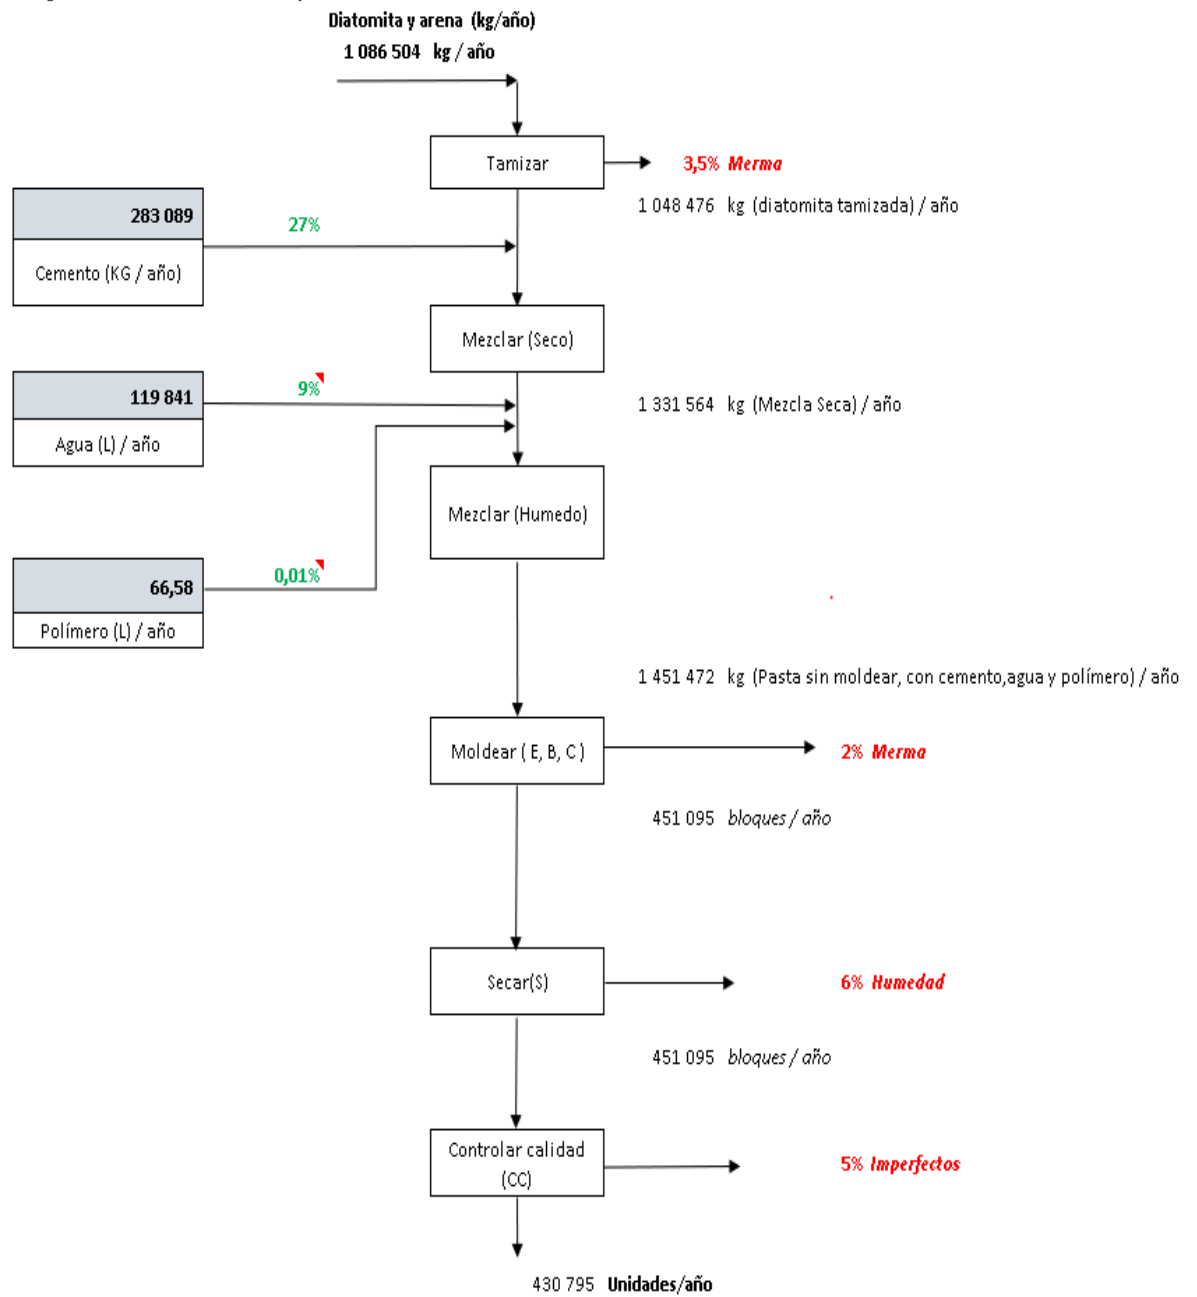 Diatomita y arena (kg/año)
1 086 504 kg / año
Tamizar
3,5% Merma
1 048 476 kg (diatomita tamizada) / año
283 089
27%
Cemento (KG / año)
Mezclar (Seco)
119 841
9%
1 331 564 kg (Mezcla Seca) / año
Agua (L) / año
Mezclar (Humedo)
66,58
0,01%
Polímero (L) / año
1 451 472 kg (Pasta sin moldear, con cemento,agua y polímero) / año
Moldear ( E, B, C )
2% Merma
451 095 bloques / año
Secar(S)
6% Humedad
451 095 bloques / año
Controlar calidad
(CC)
5% Imperfectos
430 795 Unidades/año